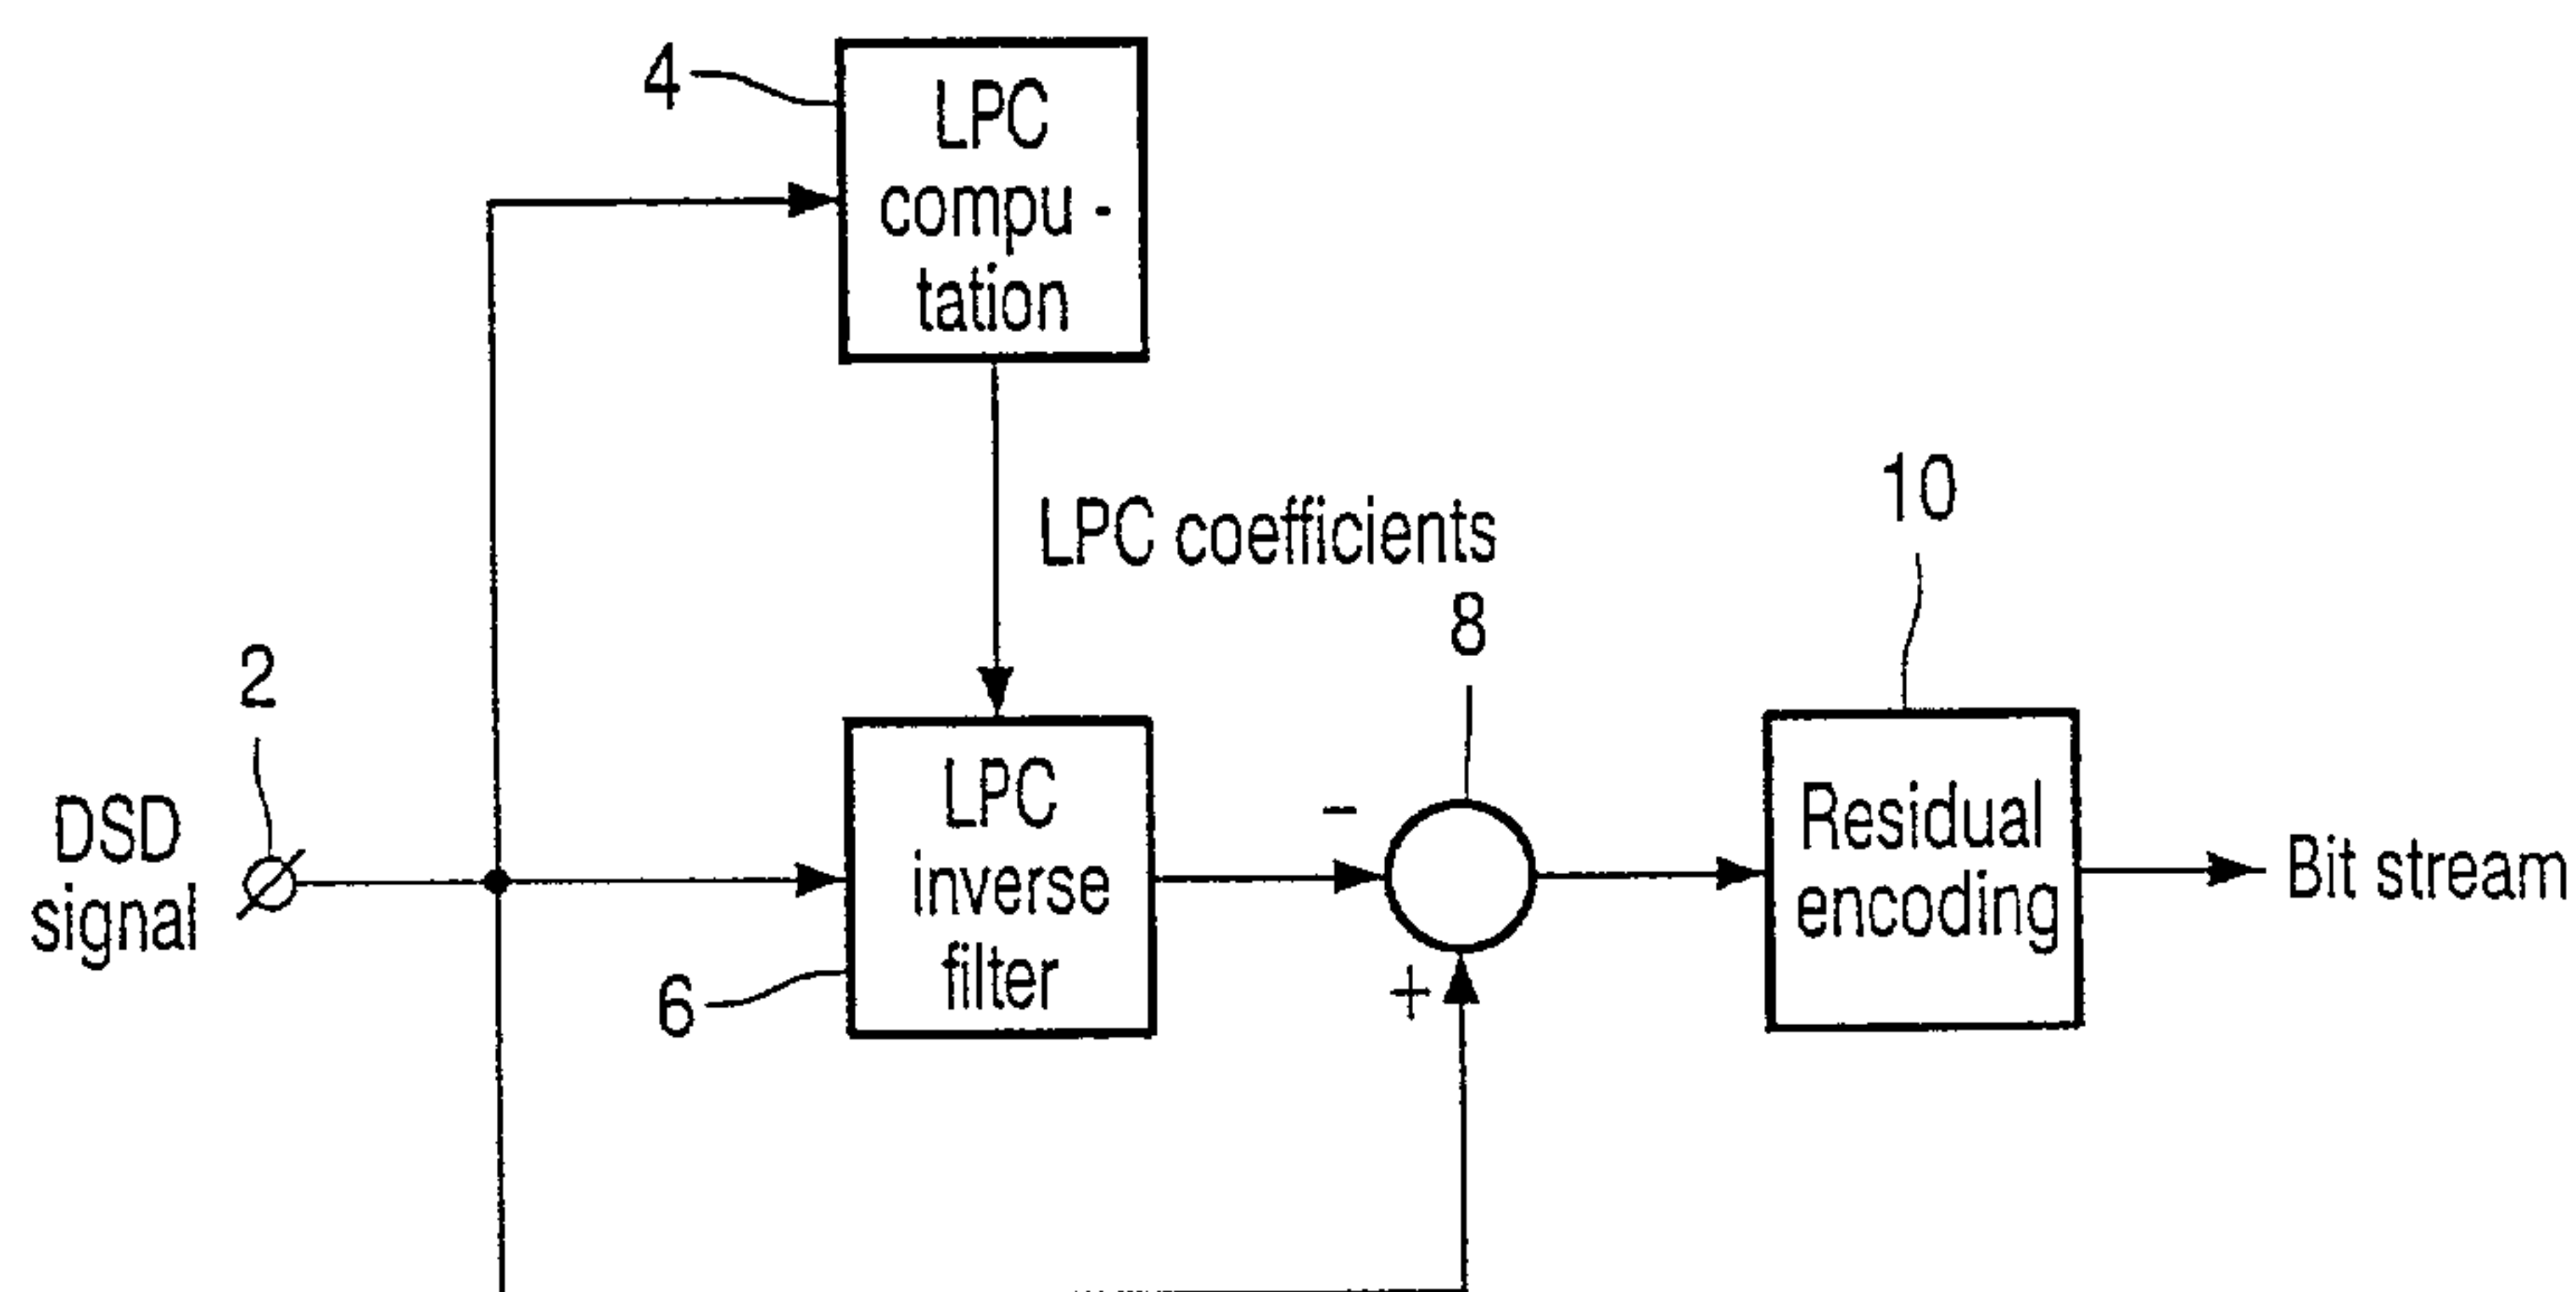 4
LPC
compu -
tation
LPC coefficients
10
8
2
DSD
signal
LPC
inverse
filter
6
-
+
Residual
encoding
Bit stream